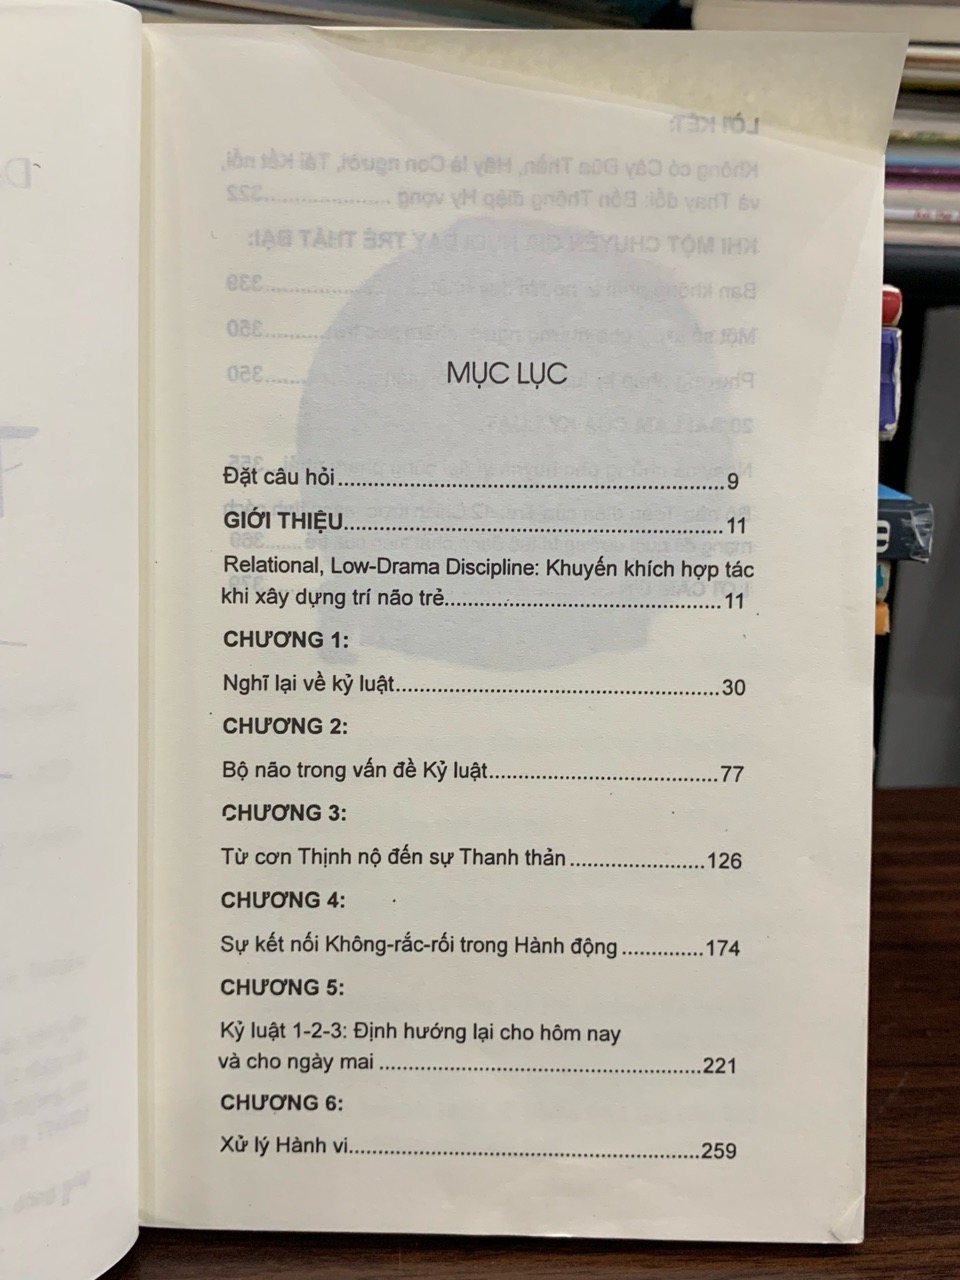 MỤC LỤC
Đặt câu hỏi....................................................................9
GIỚI THIỆU................................................................11
Relational, Low-Drama Discipline: Khuyến khích hợp tác
khi xây dựng trí não trẻ...............................................11
CHƯƠNG 1:
Nghĩ lại về kỷ luật.......................................................30
CHƯƠNG 2:
Bộ não trong vấn đề Kỷ luật.......................................77
CHƯƠNG 3:
Từ cơn Thịnh nộ đến sự Thanh thản.......................126
CHƯƠNG 4:
Sự kết nối Không-rắc-rối trong Hành động..............174
CHƯƠNG 5:
Kỷ luật 1-2-3: Định hướng lại cho hôm nay
và cho ngày mai......................................................221
CHƯƠNG 6:
Xử lý Hành vi...........................................................259